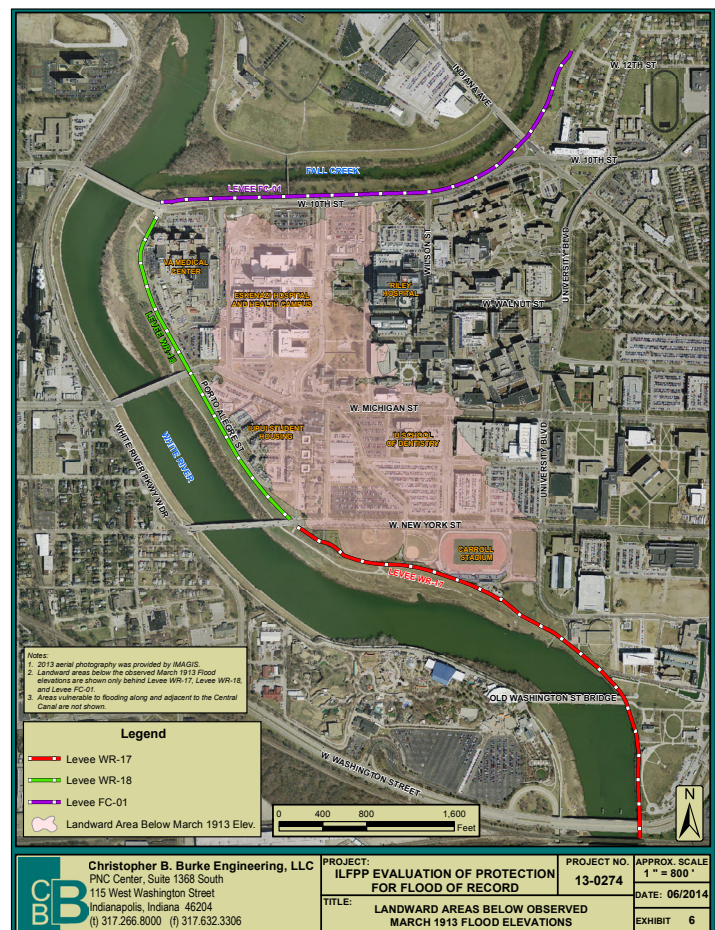 W. 12TH ST
INDIANA AVE
W. 10TH ST
FALL CREEK
LEVEE FC-01
W. 10TH ST
WILSON ST
UNIVERSITY BLVD
VA MEDICAL
CENTER
ESKENAZI HOSPITAL
AND HEALTH CAMPUS
RILEY
HOSPITAL
W. WALNUT ST
LEVEE WR-18
PORTO ALEGRE ST
W. MICHIGAN ST
IUPUI STUDENT
HOUSING
IU SCHOOL
OF DENTISTRY
UNIVERSITY BLVD
WHITE RIVER
WHITE RIVER PKWY W DR
W. NEW YORK ST
CARROLL
STADIUM
LEVEE WR-17
OLD WASHINGTON ST BRIDGE
W. WASHINGTON STREET
Notes:
1. 2013 aerial photography was provided by IMAGIS.
2. Landward areas below the observed March 1913 Flood
elevations are shown only behind Levee WR-17, Levee WR-18,
and Levee FC-01.
3. Areas vulnerable to flooding along and adjacent to the Central
Canal are not shown.
Legend
Levee WR-17
Levee WR-18
Levee FC-01
Landward Area Below March 1913 Elev.
0 400 800 1,600
Feet
N
CBB
Christopher B. Burke Engineering, LLC
PNC Center, Suite 1368 South
115 West Washington Street
Indianapolis, Indiana 46204
(t) 317.266.8000 (f) 317.632.3306
PROJECT:
ILFPP EVALUATION OF PROTECTION
FOR FLOOD OF RECORD
PROJECT NO.
13-0274
APPROX. SCALE
1 " = 800 '
TITLE:
LANDWARD AREAS BELOW OBSERVED
MARCH 1913 FLOOD ELEVATIONS
DATE: 06/2014
EXHIBIT 6